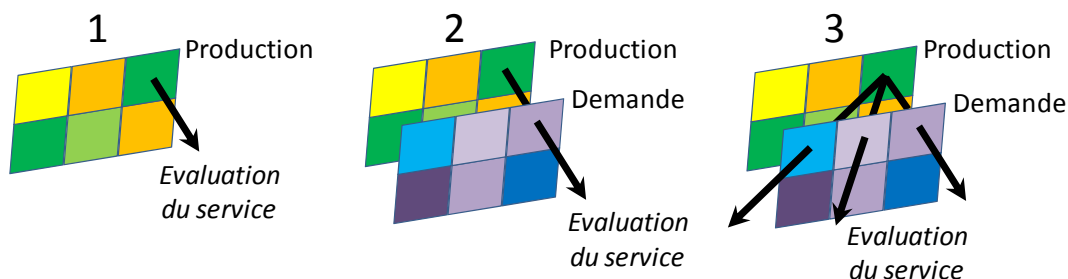 1
Production
Evaluation
du service
2
Production
Demande
Evaluation
du service
3
Production
Demande
Evaluation
du service